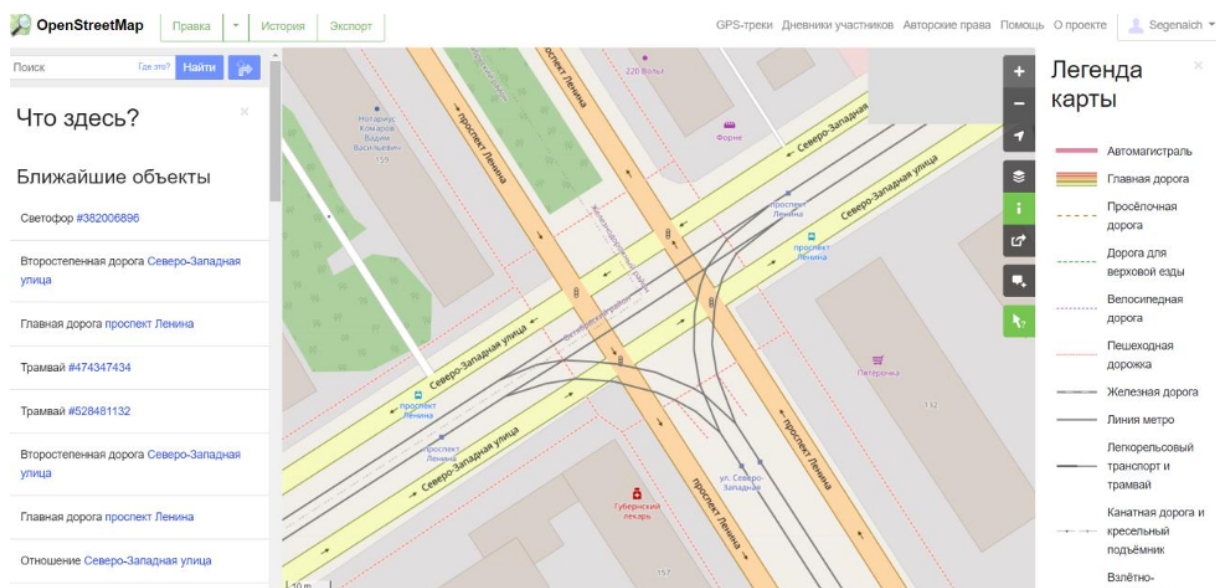 OpenStreetMap
Правка
История
Экспорт
GPS-треки Дневники участников Авторские права Помощь О проекте
Segenaich
Поиск
Где это?
Найти
Что здесь?
Ближайшие объекты
Светофор #382006896
Второстепенная дорога Северо-Западная
улица
Главная дорога проспект Ленина
Трамвай #474347434
Трамвай #528481132
Второстепенная дорога Северо-Западная
улица
Главная дорога проспект Ленина
Отношение Северо-Западная улица
220 Вольт
Нотариус
Комаров
Вадим
Васильевич
159
проспект Ленина
проспект Ленина
Форне
Северо-Западная
проспект
Ленина
Северо-Западная улица
проспект
Ленина
Железнодорожный район
Октябрьский район
Северо-Западная улица
проспект
Ленина
проспект
Ленина
Северо-Западная улица
Пятёрочка
132
проспект Ленина
ул. Северо-
Западная
Губернский
лекарь
проспект Ленина
157
10 m
Легенда
карты
Автомагистраль
Главная дорога
Просёлочная
дорога
Дорога для
верховой езды
Велосипедная
дорога
Пешеходная
дорожка
Железная дорога
Линия метро
Легкорельсовый
транспорт и
трамвай
Канатная дорога и
кресельный
подъёмник
Взлётно-